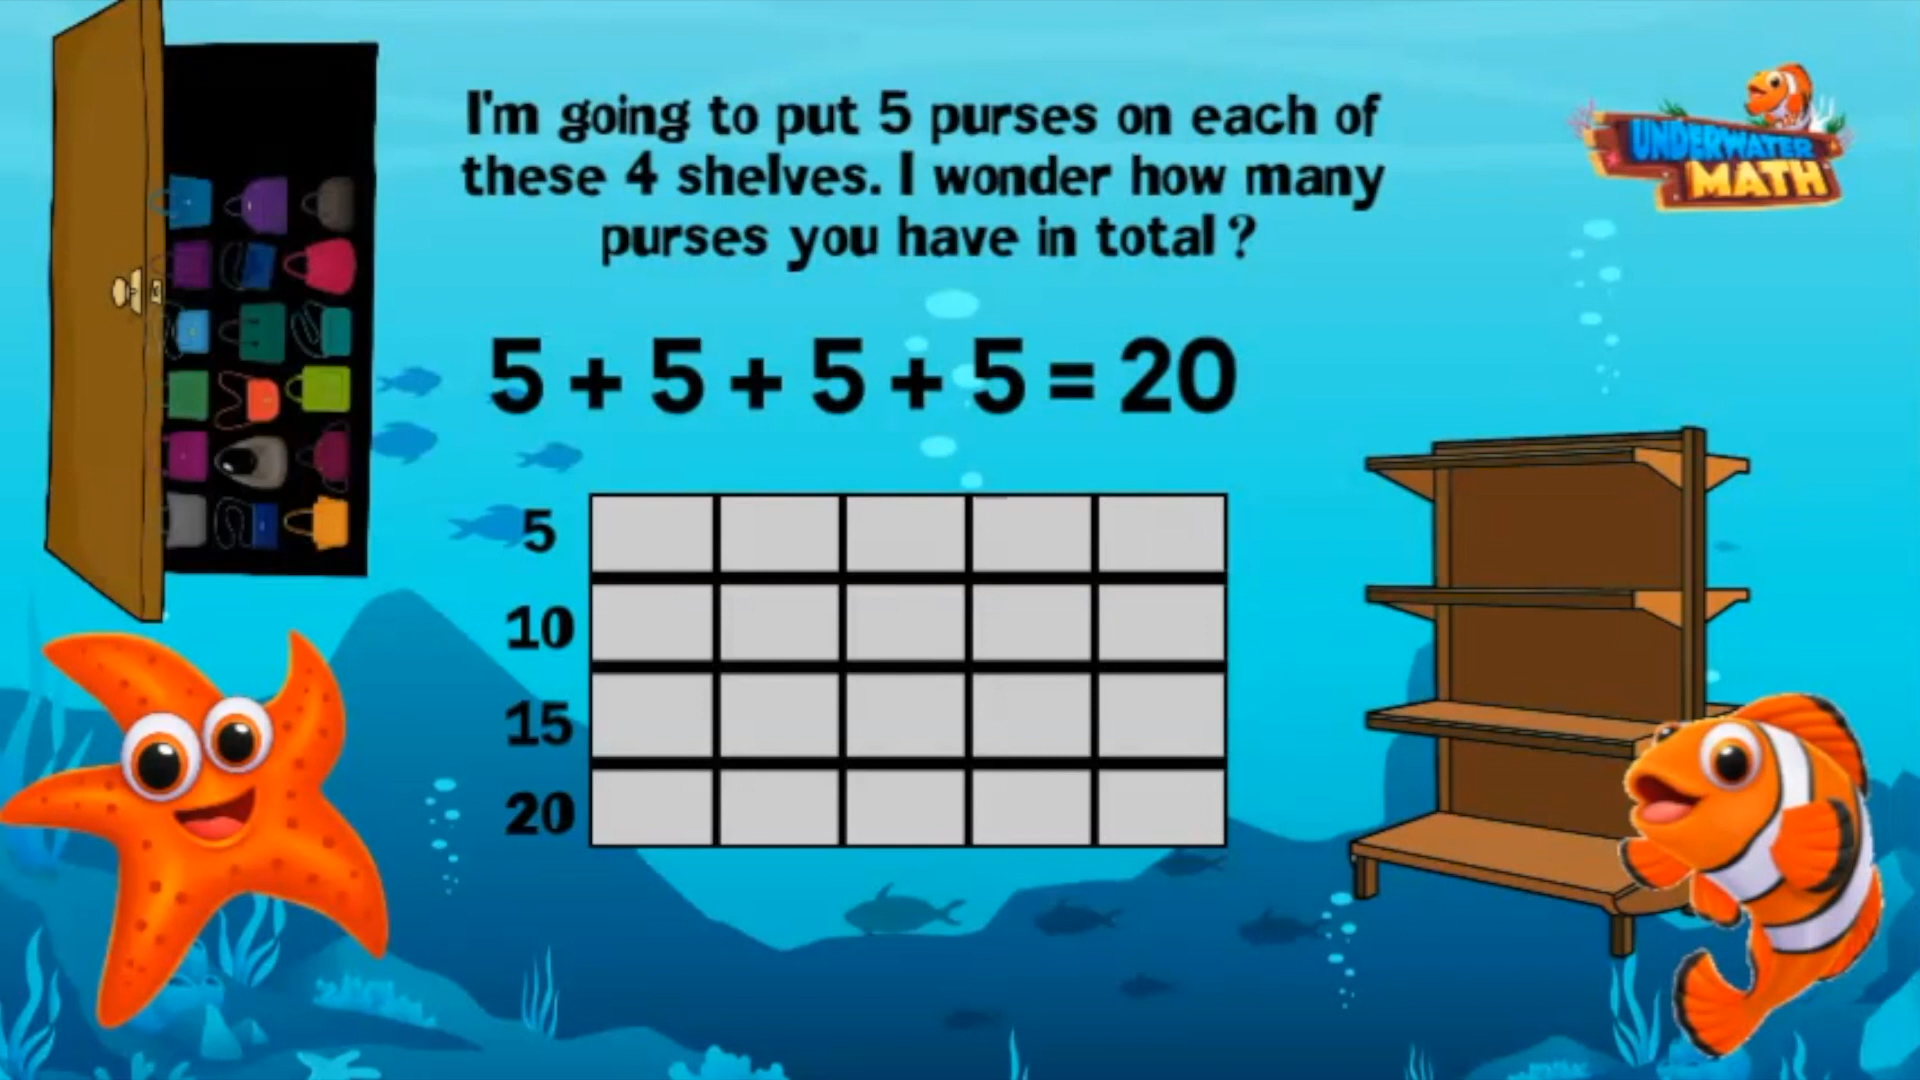 I'm going to put 5 purses on each of
these 4 shelves. I wonder how many
purses you have in total?
UNDERWATER
MATH
5 + 5 + 5 + 5 = 20
5
10
15
20